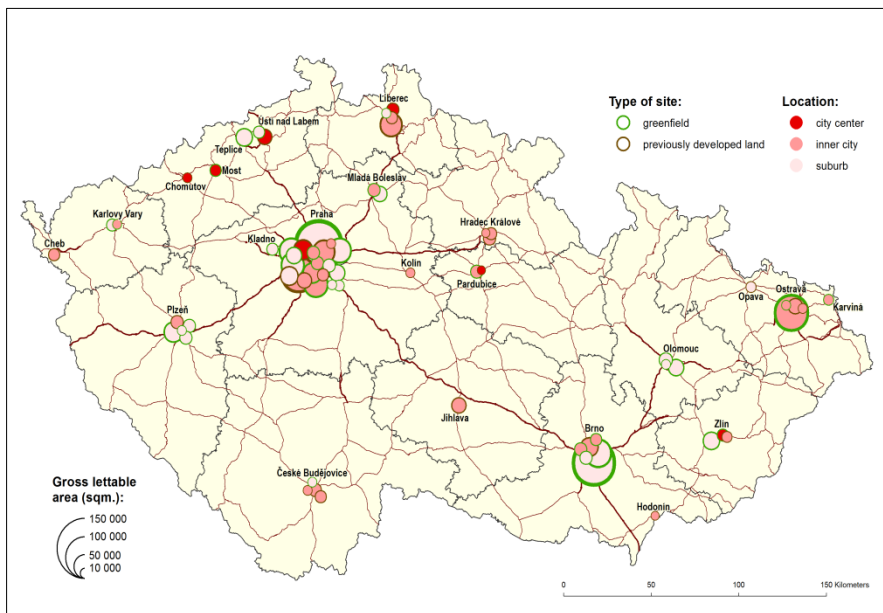 Type of site:
greenfield
previously developed land
Location:
city center
inner city
suburb
Liberec
Ústí nad Labem
Teplice
Most
Chomutov
Mladá Boleslav
Karlovy Vary
Praha
Hradec Králové
Kladno
Cheb
Kolín
Pardubice
Opava
Ostrava
Karviná
Plzeň
Olomouc
Jihlava
Brno
Zlín
České Budějovice
Hodonín
Gross lettable
area (sqm.):
150 000
100 000
50 000
10 000
0
50
100
150 Kilometers